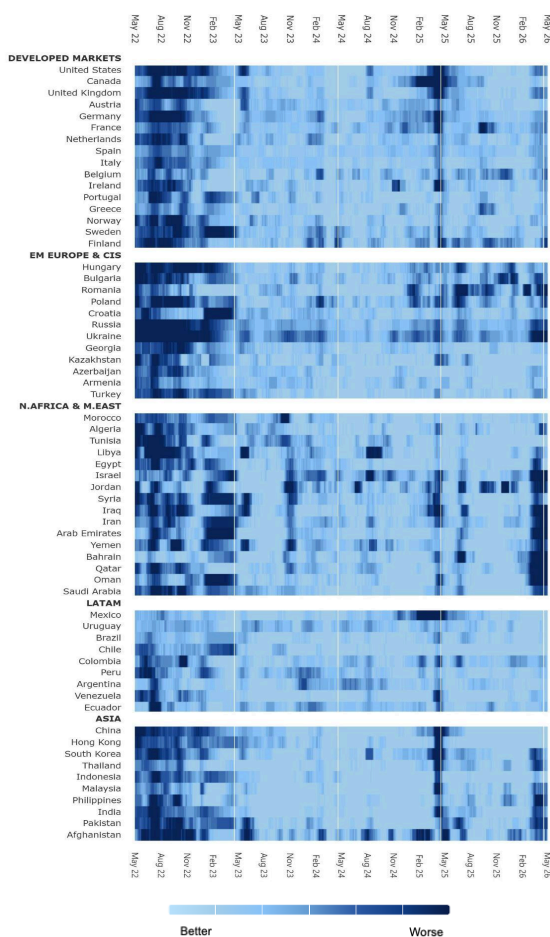 May 22 Aug 22 Nov 22 Feb 23 May 23 Aug 23 Nov 23 Feb 24 May 24 Aug 24 Nov 24 Feb 25 May 25 Aug 25 Nov 25 Feb 26 May 26
DEVELOPED MARKETS
United States
Canada
United Kingdom
Austria
Germany
France
Netherlands
Spain
Italy
Belgium
Ireland
Portugal
Greece
Norway
Sweden
Finland
EM EUROPE & CIS
Hungary
Bulgaria
Romania
Poland
Croatia
Russia
Ukraine
Georgia
Kazakhstan
Azerbaijan
Armenia
Turkey
N.AFRICA & M.EAST
Morocco
Algeria
Tunisia
Libya
Egypt
Israel
Jordan
Syria
Iraq
Iran
Arab Emirates
Yemen
Bahrain
Qatar
Oman
Saudi Arabia
LATAM
Mexico
Uruguay
Brazil
Chile
Colombia
Peru
Argentina
Venezuela
Ecuador
ASIA
China
Hong Kong
South Korea
Thailand
Indonesia
Malaysia
Philippines
India
Pakistan
Afghanistan
May 22 Aug 22 Nov 22 Feb 23 May 23 Aug 23 Nov 23 Feb 24 May 24 Aug 24 Nov 24 Feb 25 May 25 Aug 25 Nov 25 Feb 26 May 26
Better Worse